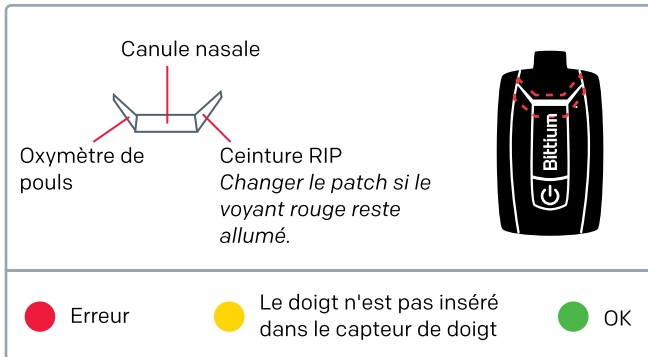 Canule nasale
Oxymètre de
pouls
Ceinture RIP
Changer le patch si le
voyant rouge reste
allumé.
Bittium
Erreur
Le doigt n'est pas inséré
dans le capteur de doigt
OK